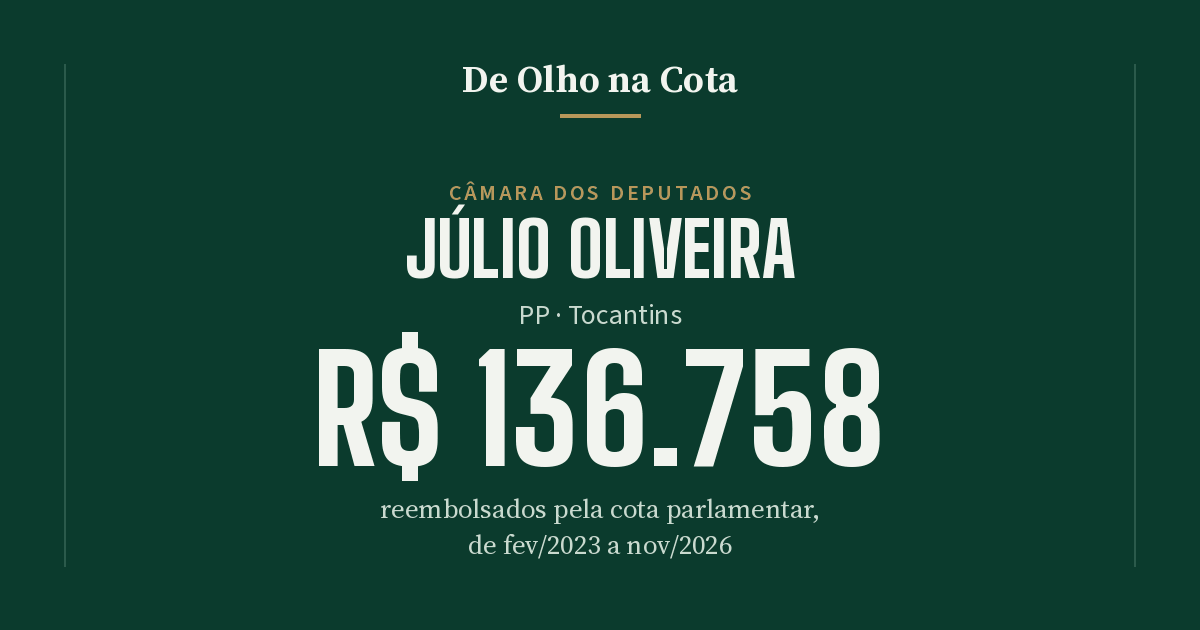 De Olho na Cota
CÂMARA DOS DEPUTADOS
JÚLIO OLIVEIRA
PP · Tocantins
R$ 136.758
reembolsados pela cota parlamentar,
de fev/2023 a nov/2026